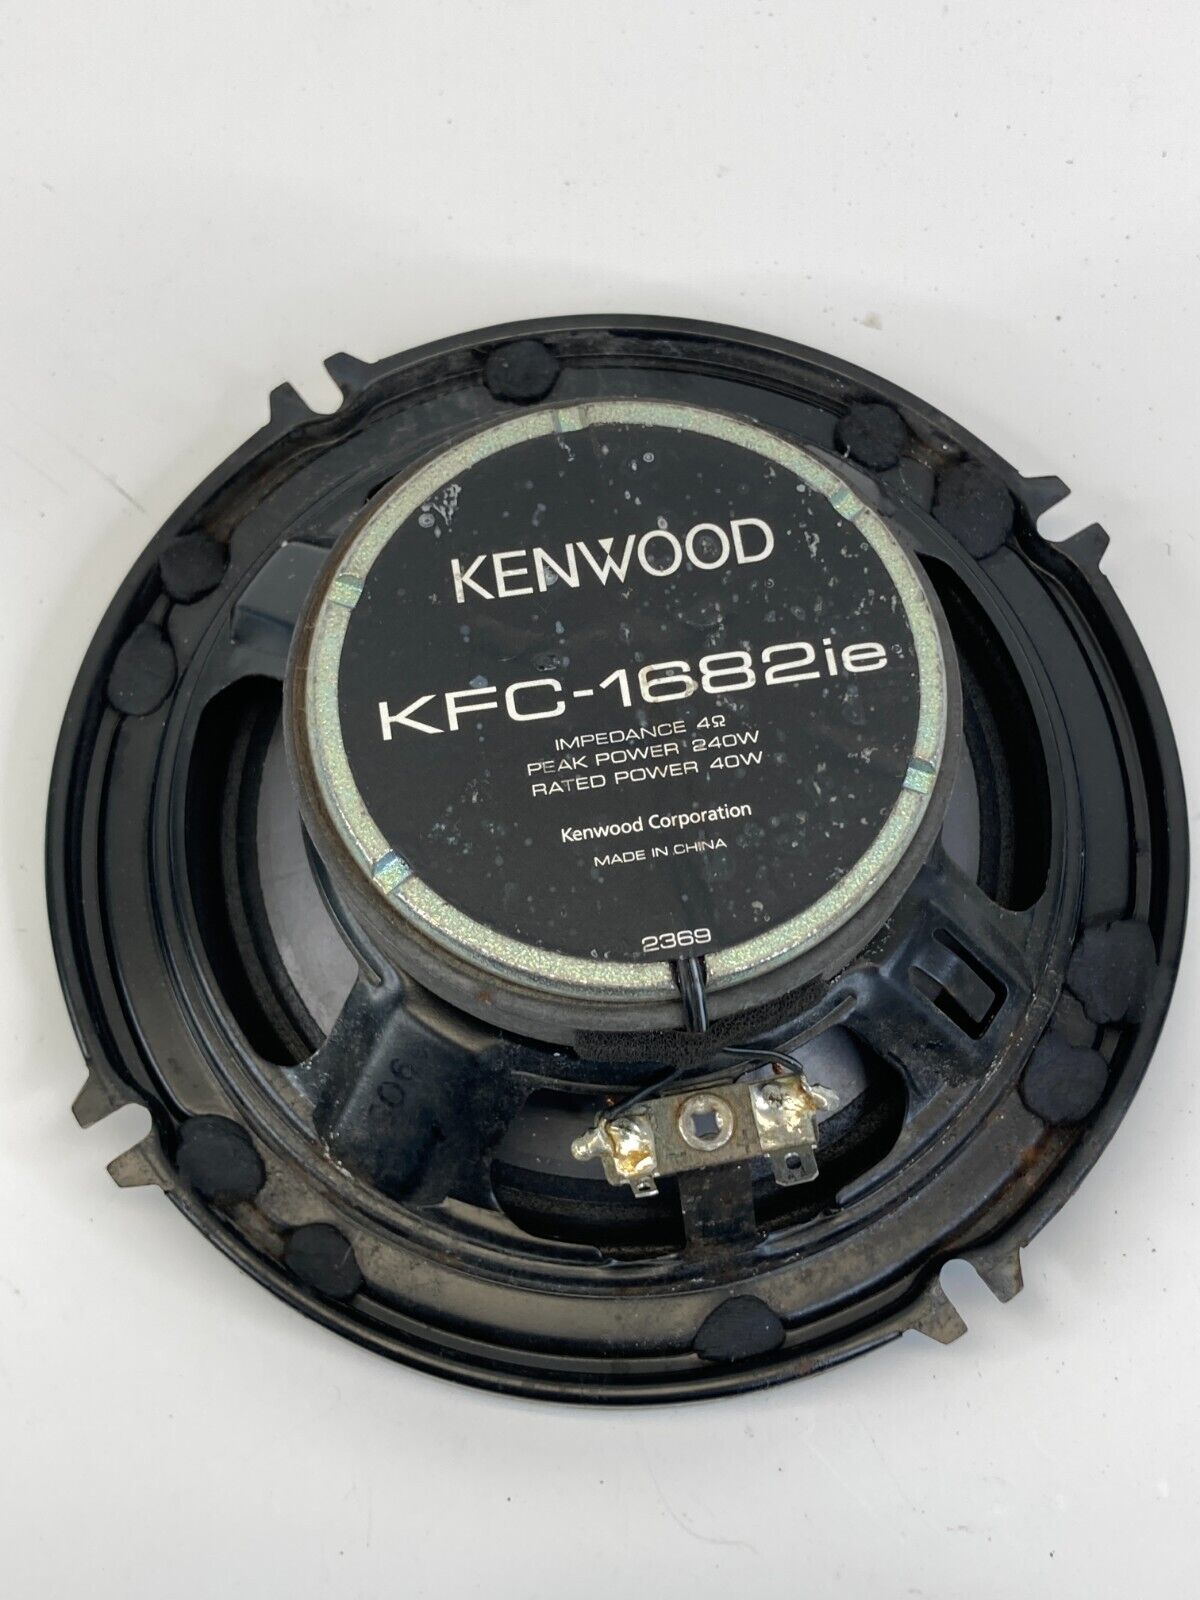 KENWOOD
KFC-1682ie
IMPEDANCE 4Ω
PEAK POWER 240W
RATED POWER 40W
Kenwood Corporation
MADE IN CHINA
2369